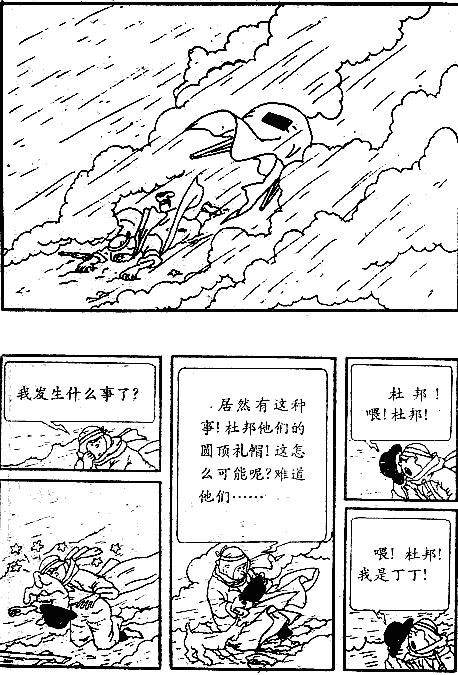 我发生什么事了?
居然有这种
事!杜邦他们的
圆顶礼帽!这怎
么可能呢?难道
他们……
杜邦!
喂!杜邦!
喂!杜邦!
我是丁丁!